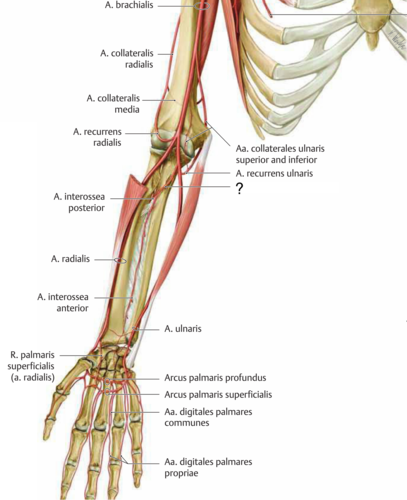 A. brachialis
A. collateralis
radialis
A. collateralis
media
A. recurrens
radialis
Aa. collaterales ulnaris
superior and inferior
A. recurrens ulnaris
?
A. interossea
posterior
A. radialis
A. interossea
anterior
A. ulnaris
R. palmaris
superficialis
(a. radialis)
Arcus palmaris profundus
Arcus palmaris superficialis
Aa. digitales palmares
communes
Aa. digitales palmares
propriae